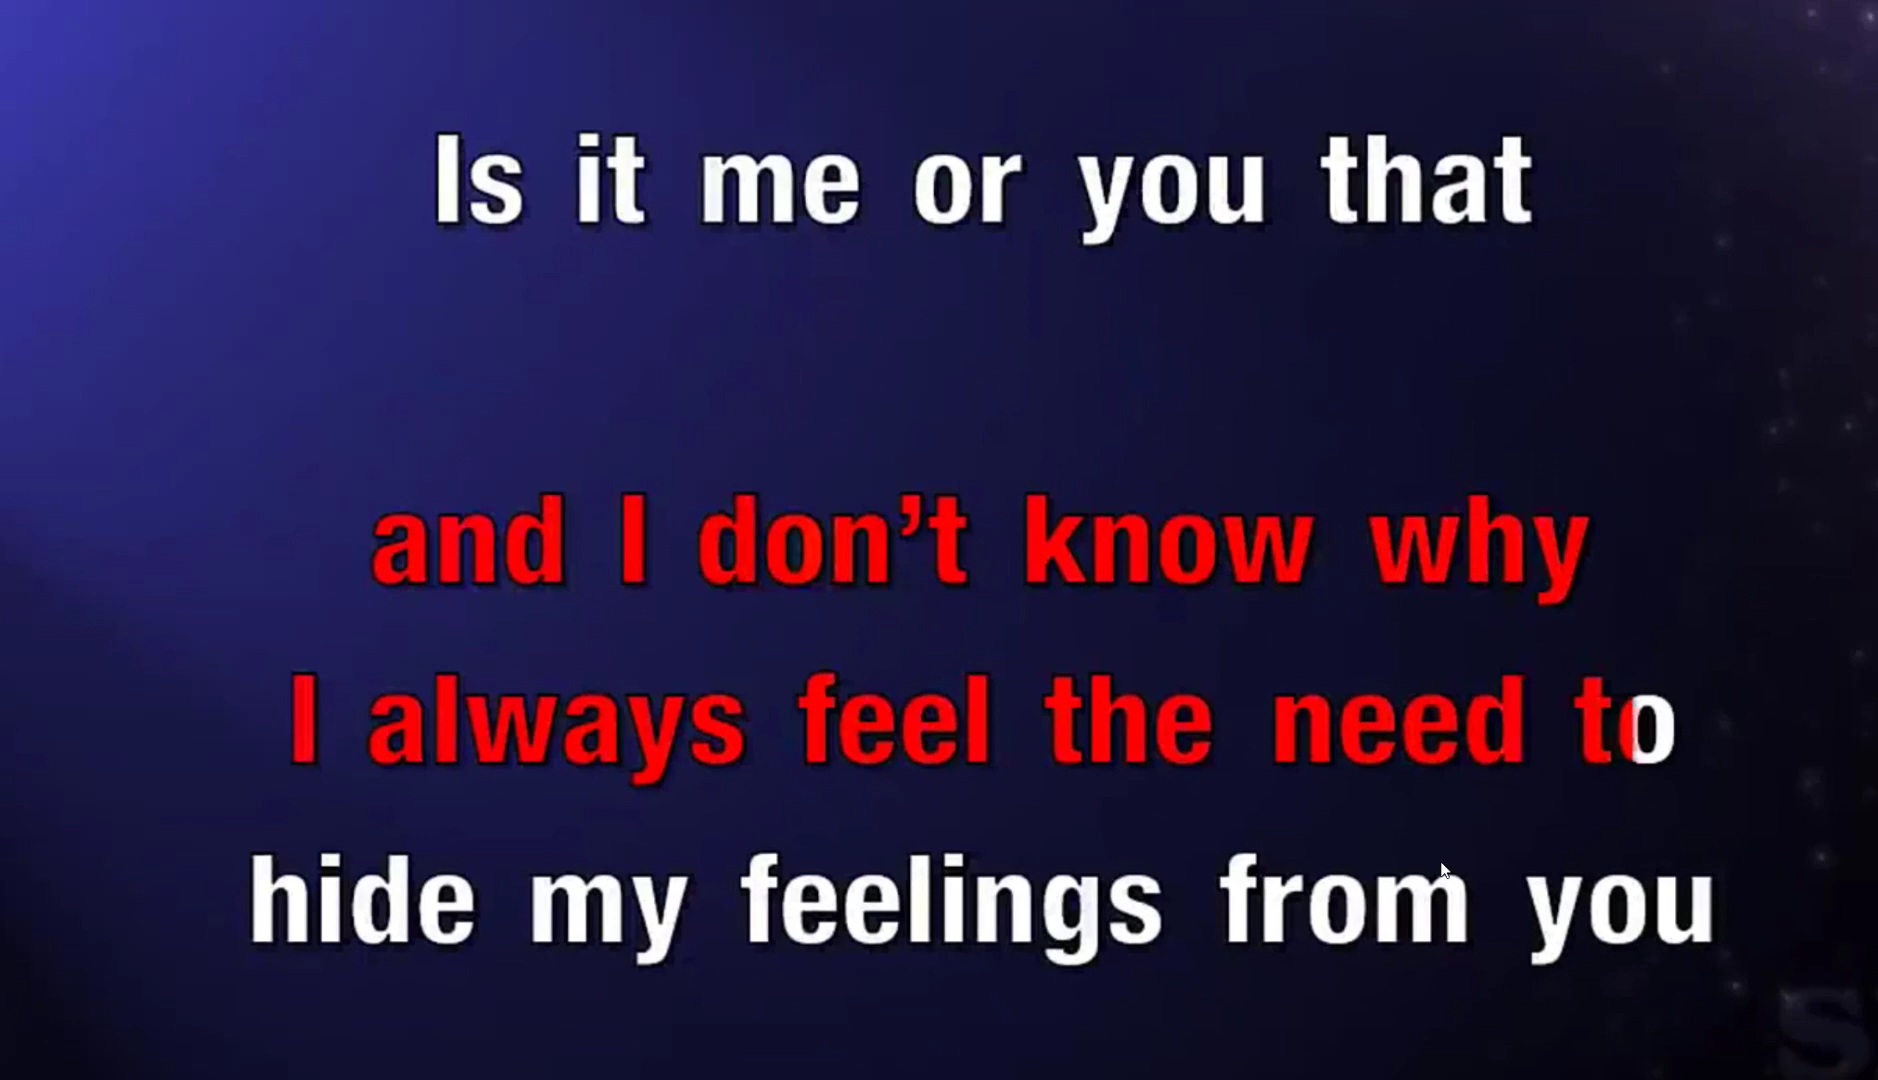 Is it me or you that
and I don’t know why
I always feel the need to
hide my feelings from you
S